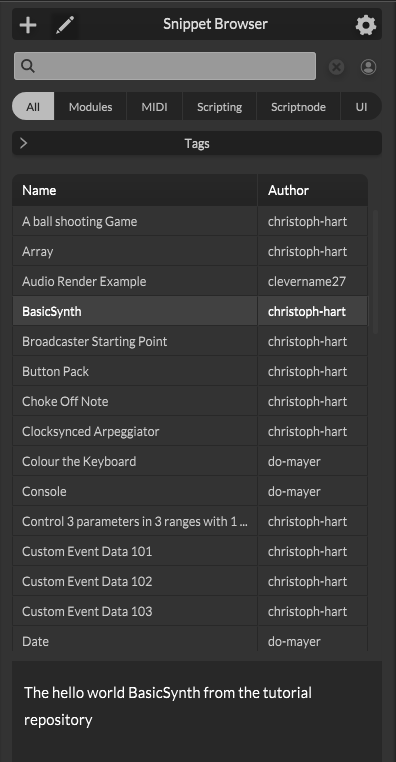 Snippet Browser
All Modules MIDI Scripting Scriptnode UI
Tags
Name Author
A ball shooting Game christoph-hart
Array christoph-hart
Audio Render Example clevername27
BasicSynth christoph-hart
Broadcaster Starting Point christoph-hart
Button Pack christoph-hart
Choke Off Note christoph-hart
Clocksynced Arpeggiator christoph-hart
Colour the Keyboard do-mayer
Console do-mayer
Control 3 parameters in 3 ranges with 1 ... christoph-hart
Custom Event Data 101 christoph-hart
Custom Event Data 102 christoph-hart
Custom Event Data 103 christoph-hart
Date do-mayer
The hello world BasicSynth from the tutorial
repository